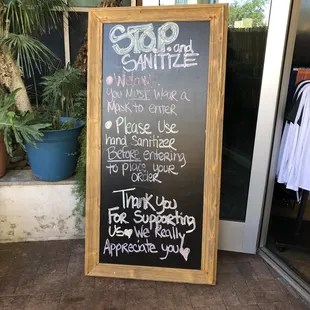 STOP and
SANITIZE
Welcome
You Must Wear a
Mask to enter
Please Use
hand Sanitizer
Before entering
to place your
order
Thank you
For Supporting
Us We Really
Appreciate you